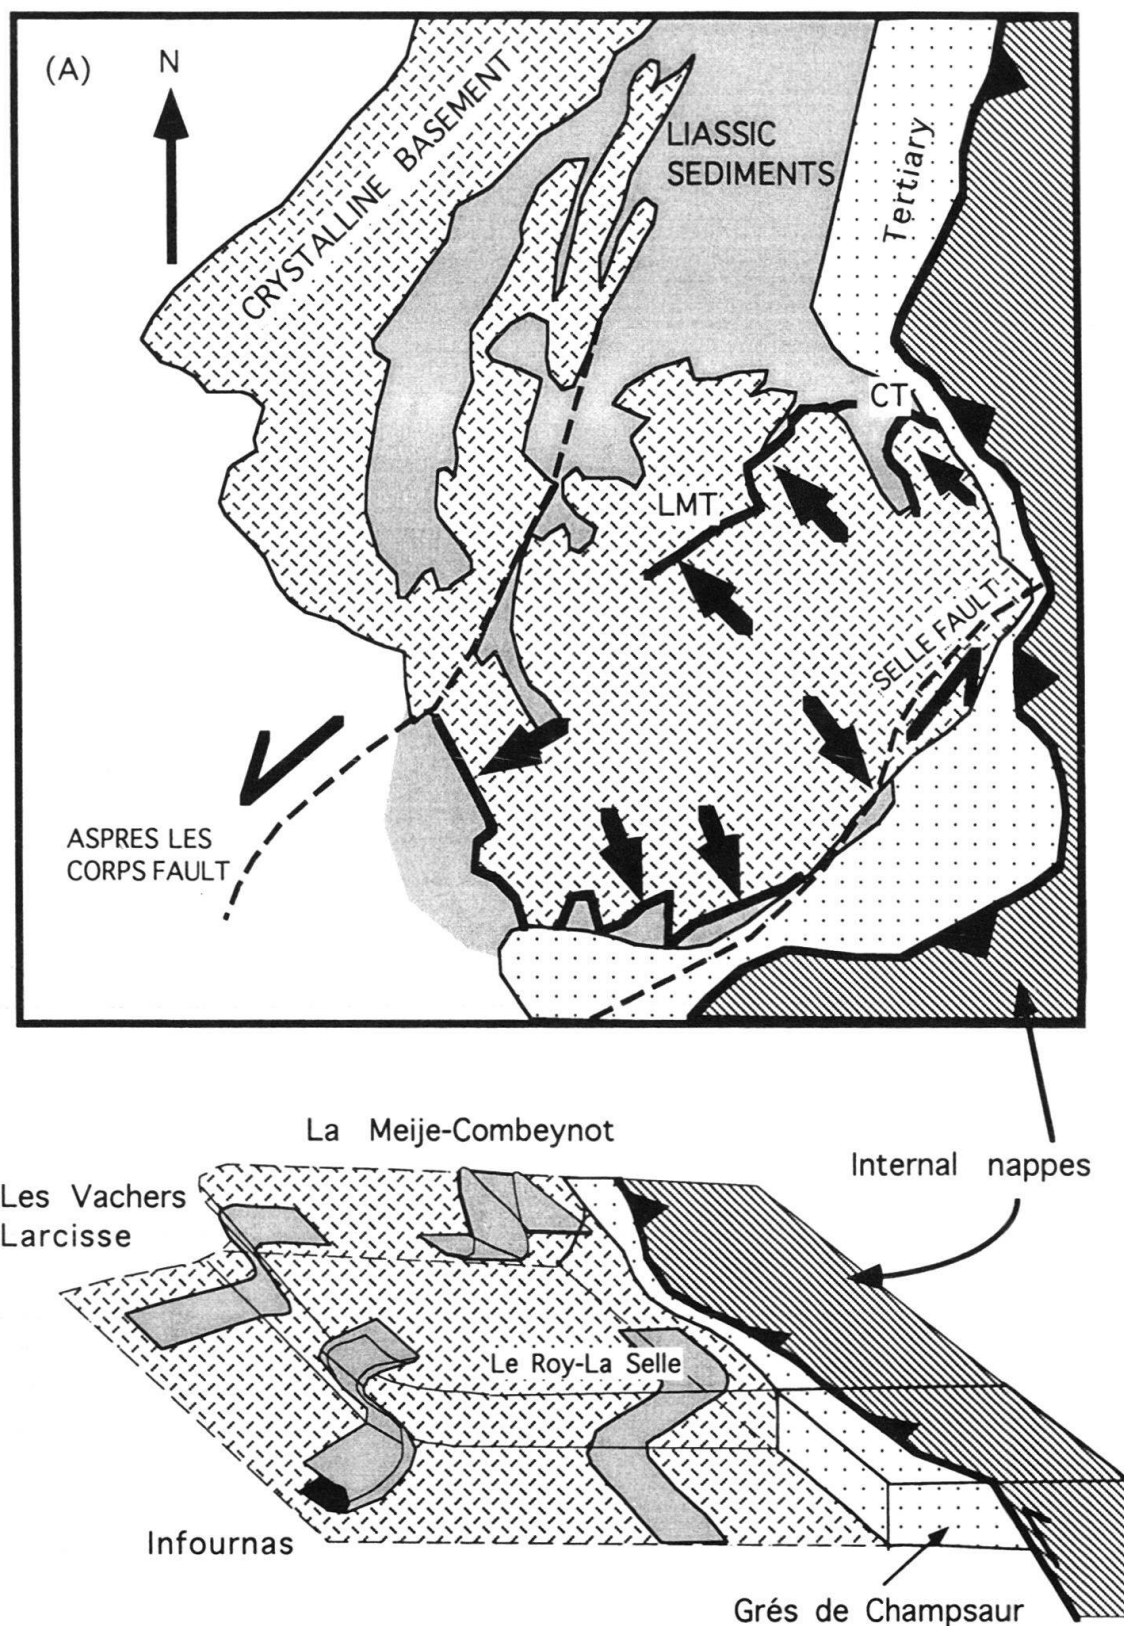 (A)
N
CRYSTALLINE BASEMENT
LIASSIC
SEDIMENTS
Tertiary
CT
LMT
SELLE FAULT
ASPRES LES
CORPS FAULT
La Meije-Combeynot
Internal nappes
Les Vachers
Larcisse
Le Roy-La Selle
Infournas
Grés de Champsaur